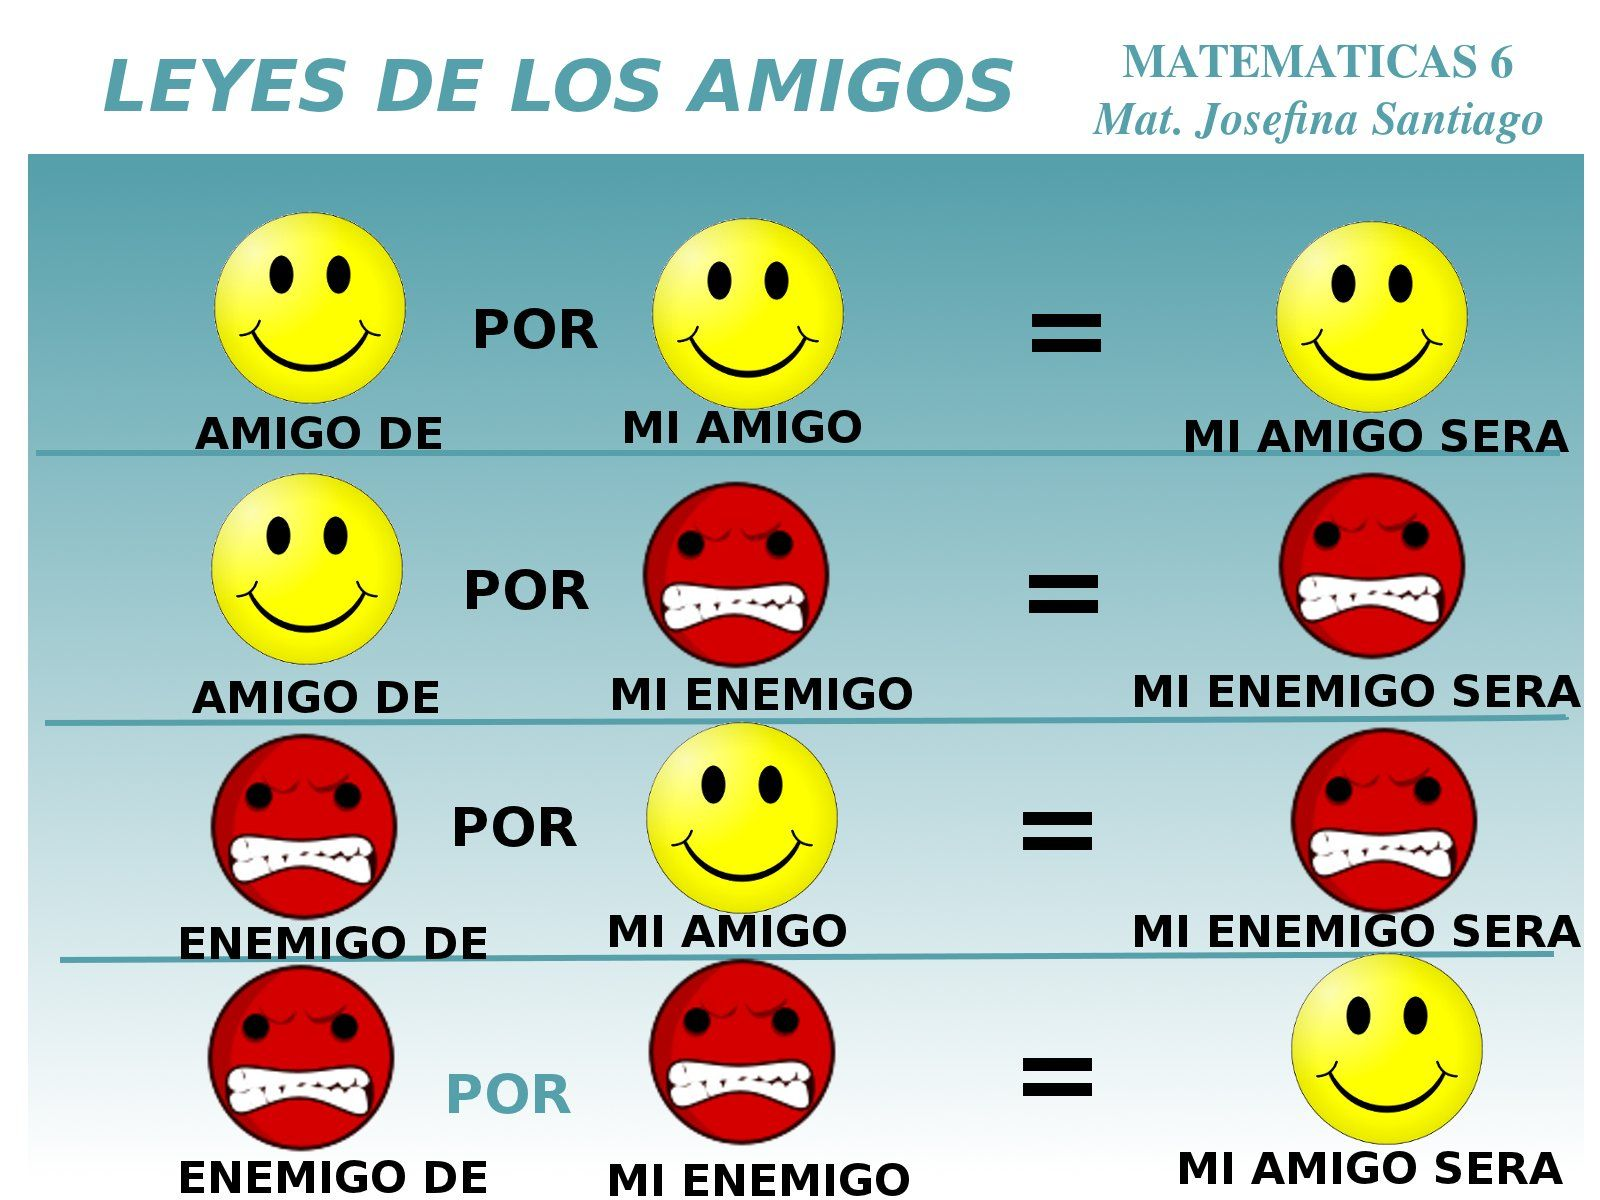 LEYES DE LOS AMIGOS
MATEMATICAS 6
Mat. Josefina Santiago
POR =
AMIGO DE MI AMIGO MI AMIGO SERA
POR =
AMIGO DE MI ENEMIGO MI ENEMIGO SERA
POR =
ENEMIGO DE MI AMIGO MI ENEMIGO SERA
POR =
ENEMIGO DE MI ENEMIGO MI AMIGO SERA